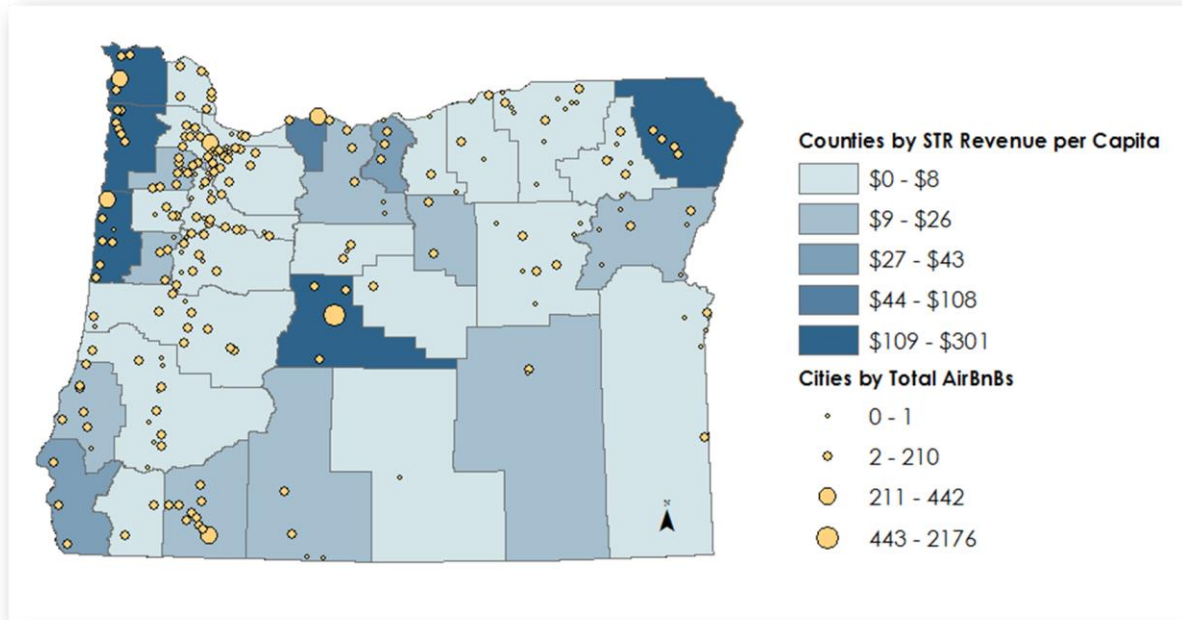 Counties by STR Revenue per Capita
$0 - $8
$9 - $26
$27 - $43
$44 - $108
$109 - $301
Cities by Total AirBnBs
0 - 1
2 - 210
211 - 442
443 - 2176
N